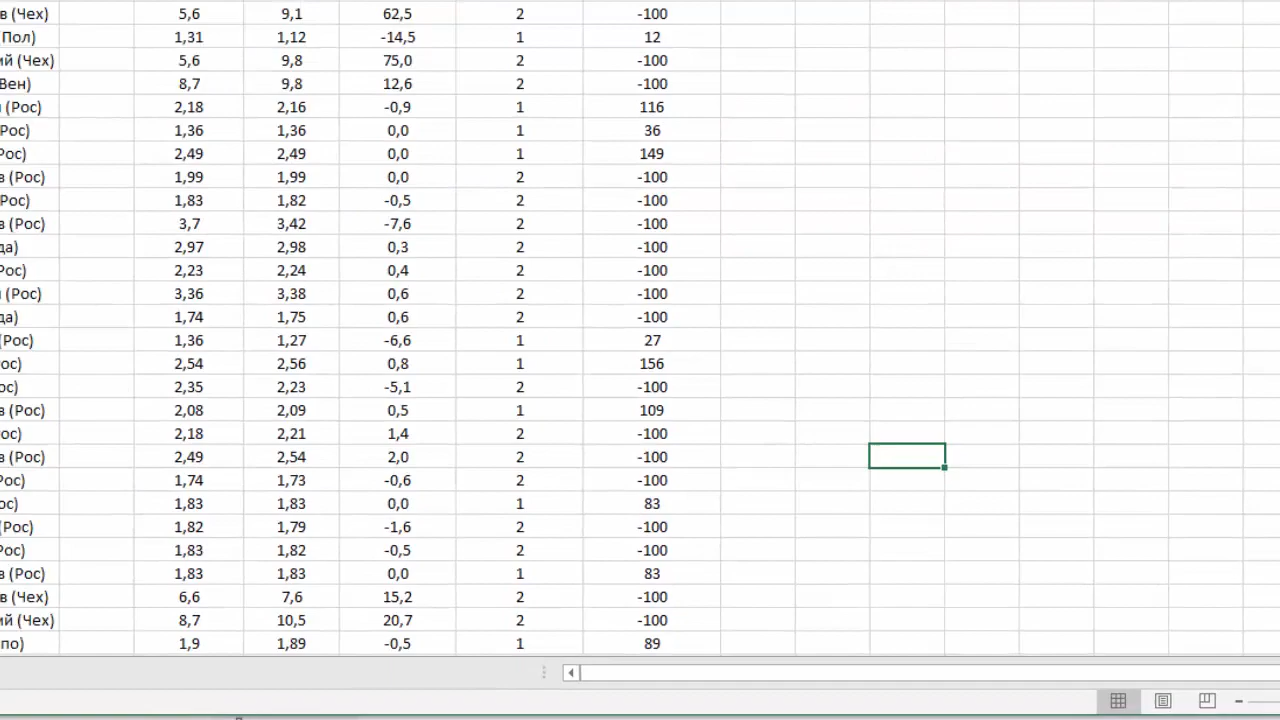 в (Чех) 5,6 9,1 62,5 2 -100
(Пол) 1,31 1,12 -14,5 1 12
ий (Чех) 5,6 9,8 75,0 2 -100
Вен) 8,7 9,8 12,6 2 -100
(Рос) 2,18 2,16 -0,9 1 116
Рос) 1,36 1,36 0,0 1 36
Рос) 2,49 2,49 0,0 1 149
в (Рос) 1,99 1,99 0,0 2 -100
Рос) 1,83 1,82 -0,5 2 -100
в (Рос) 3,7 3,42 -7,6 2 -100
да) 2,97 2,98 0,3 2 -100
Рос) 2,23 2,24 0,4 2 -100
(Рос) 3,36 3,38 0,6 2 -100
да) 1,74 1,75 0,6 2 -100
(Рос) 1,36 1,27 -6,6 1 27
ос) 2,54 2,56 0,8 1 156
ос) 2,35 2,23 -5,1 2 -100
в (Рос) 2,08 2,09 0,5 1 109
ос) 2,18 2,21 1,4 2 -100
в (Рос) 2,49 2,54 2,0 2 -100
Рос) 1,74 1,73 -0,6 2 -100
ос) 1,83 1,83 0,0 1 83
(Рос) 1,82 1,79 -1,6 2 -100
Рос) 1,83 1,82 -0,5 2 -100
в (Рос) 1,83 1,83 0,0 1 83
в (Чех) 6,6 7,6 15,2 2 -100
ий (Чех) 8,7 10,5 20,7 2 -100
по) 1,9 1,89 -0,5 1 89